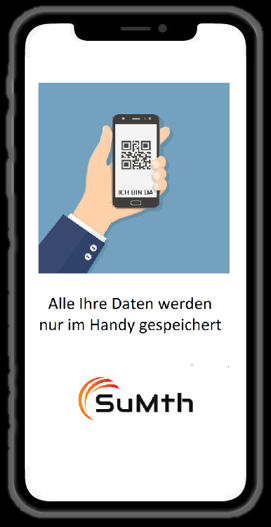 ICH BIN DA
Alle Ihre Daten werden
nur im Handy gespeichert
SuMth